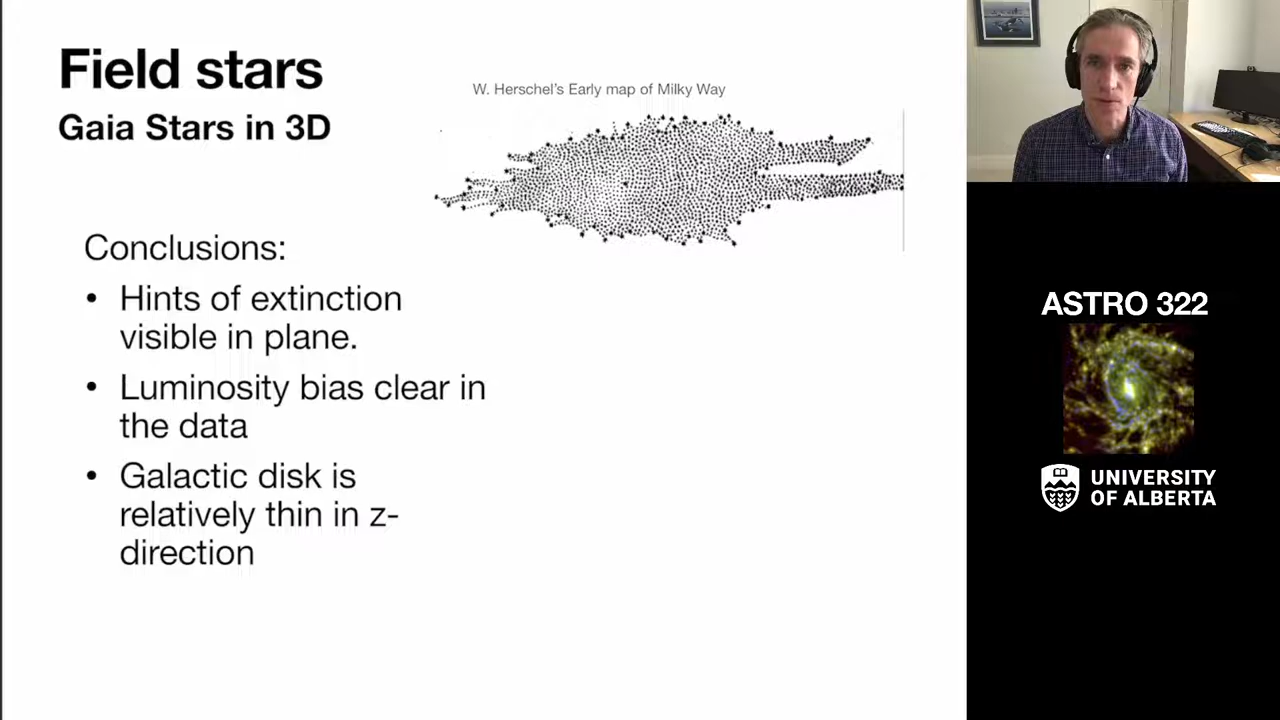 Field stars
Gaia Stars in 3D
W. Herschel's Early map of Milky Way
Conclusions:
• Hints of extinction
visible in plane.
• Luminosity bias clear in
the data
• Galactic disk is
relatively thin in z-
direction
ASTRO 322
UNIVERSITY
OF ALBERTA